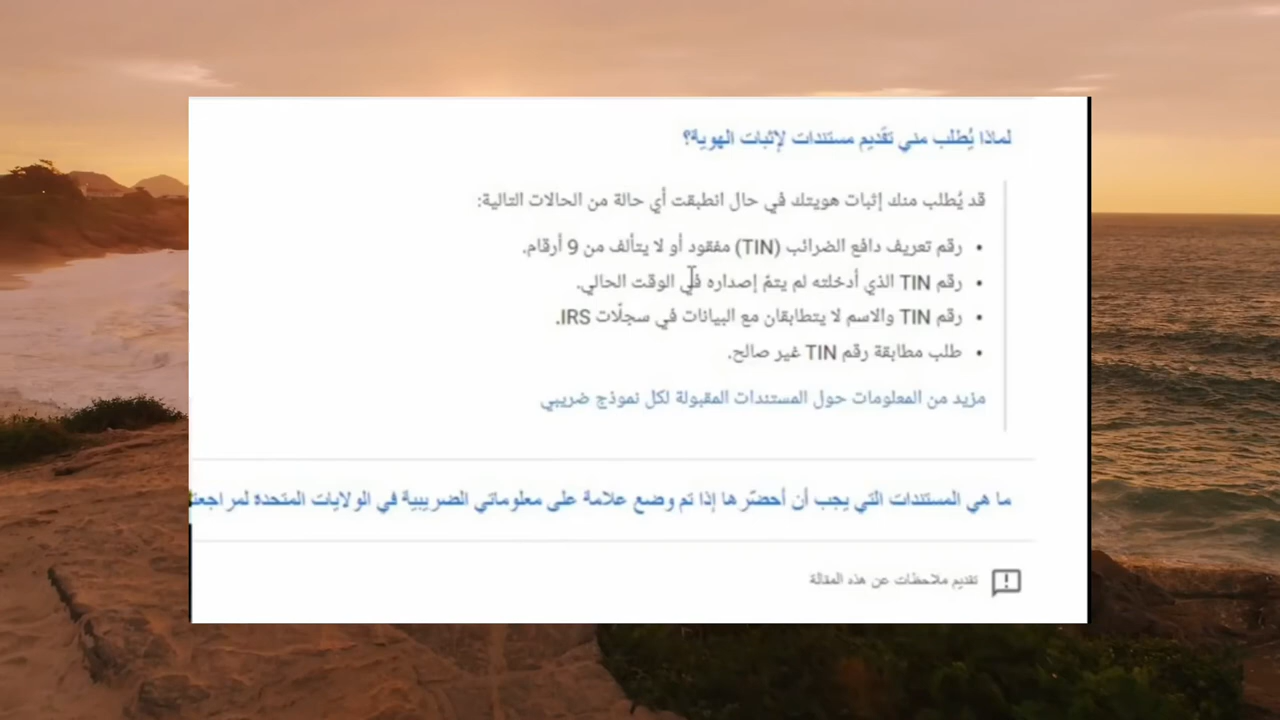 لماذا يُطلب مني تقديم مستندات لإثبات الهوية؟
قد يُطلب منك إثبات هويتك في حال انطبقت أي حالة من الحالات التالية:
• رقم تعريف دافع الضرائب (TIN) مفقود أو لا يتألف من 9 أرقام.
• رقم TIN الذي أدخلته لم يتمّ إصداره في الوقت الحالي.
• رقم TIN والاسم لا يتطابقان مع البيانات في سجلّات IRS.
• طلب مطابقة رقم TIN غير صالح.
مزيد من المعلومات حول المستندات المقبولة لكل نموذج ضريبي
ما هي المستندات التي يجب أن أحضّرها إذا تم وضع علامة على معلوماتي الضريبية في الولايات المتحدة
تقديم ملاحظات عن هذه المقالة